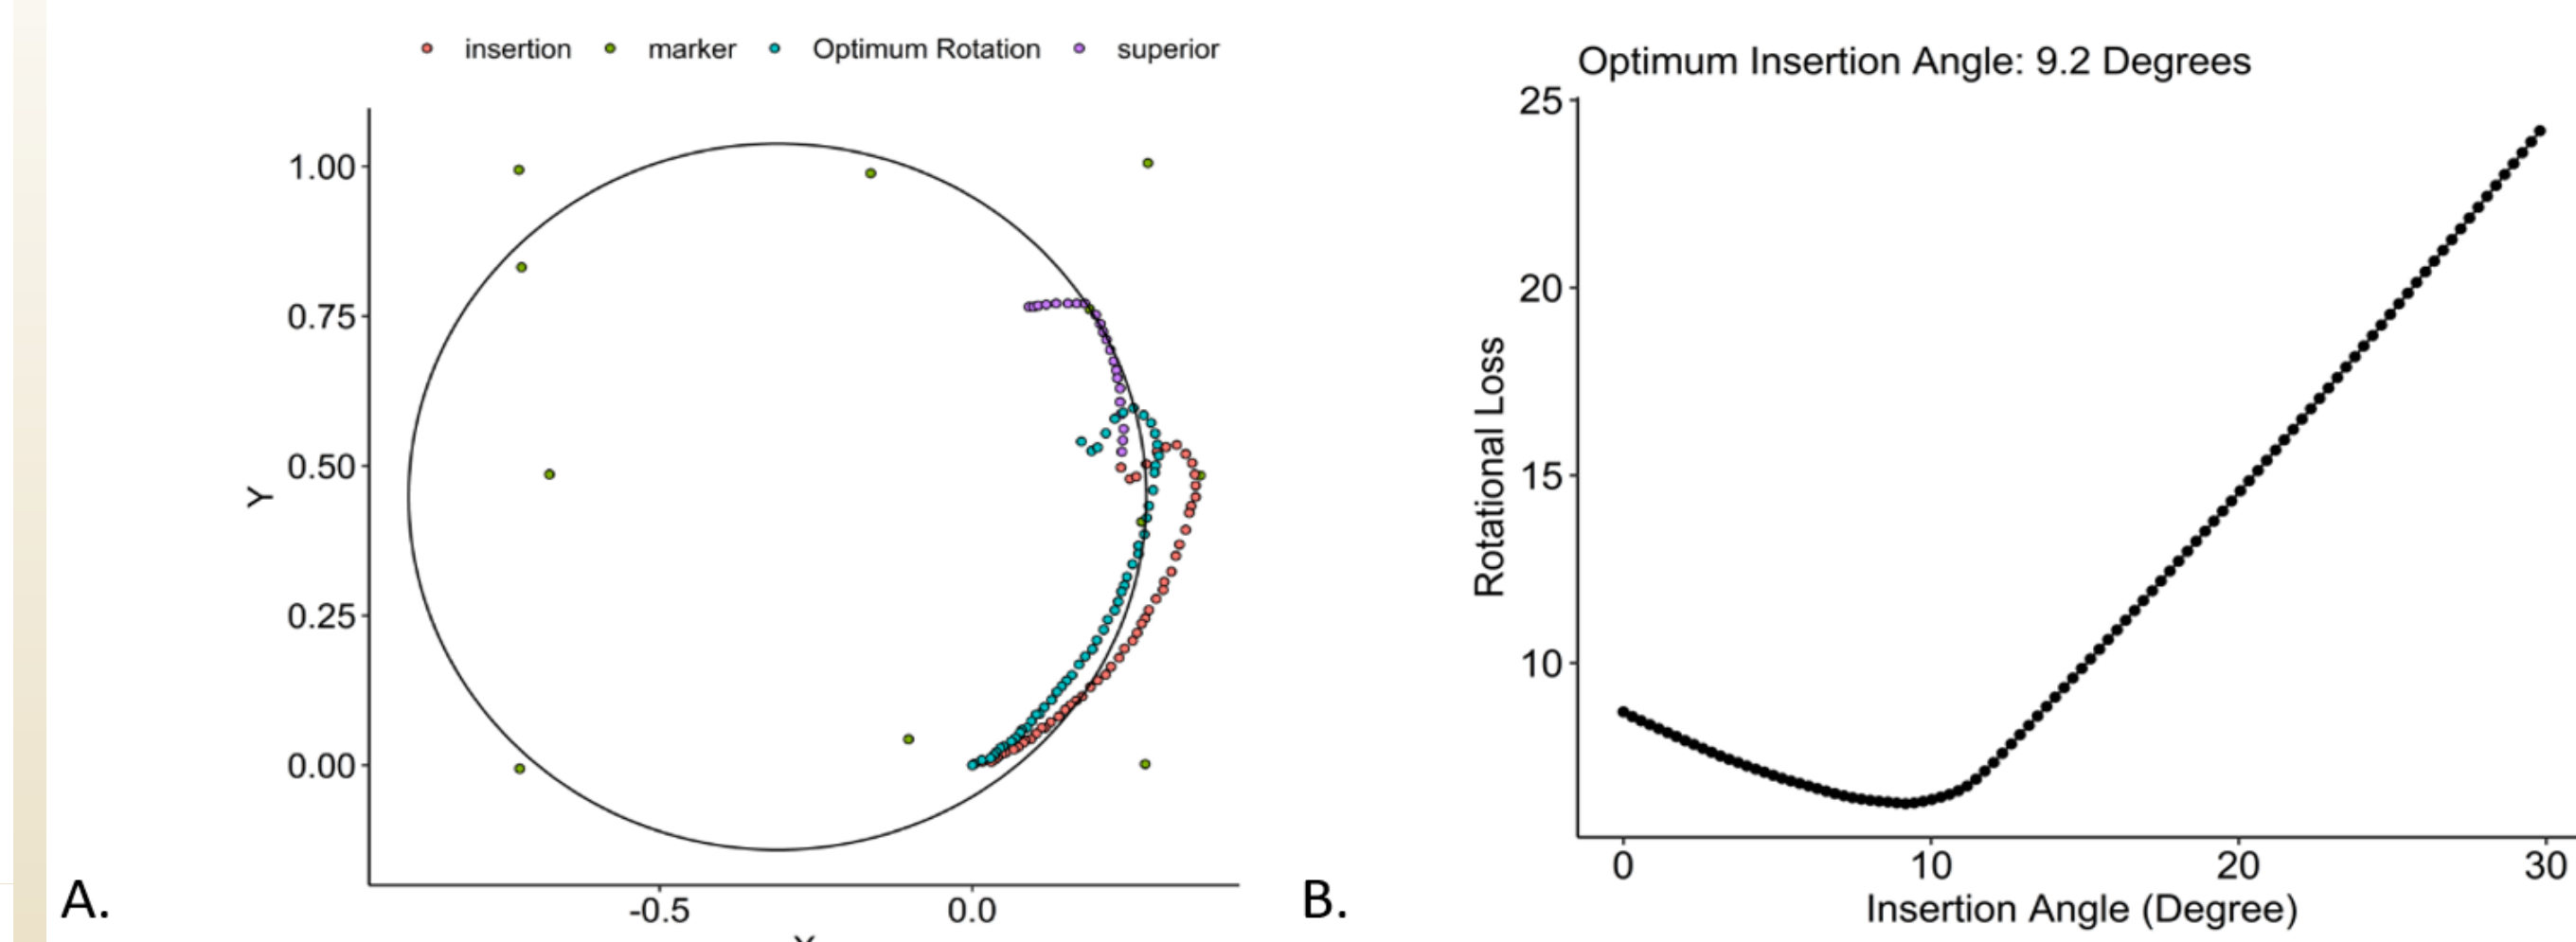 insertion marker Optimum Rotation superior
1.00
0.75
0.50
0.25
0.00
Y
-0.5 0.0
A.
Optimum Insertion Angle: 9.2 Degrees
25
20
15
10
Rotational Loss
0 10 20 30
Insertion Angle (Degree)
B.